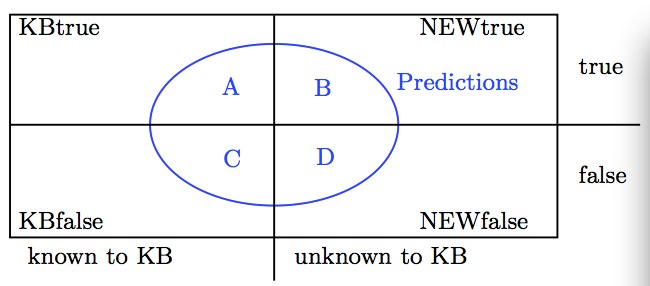 KBtrue
NEWtrue
true
A
B
Predictions
C
D
false
KBfalse
NEWfalse
known to KB
unknown to KB